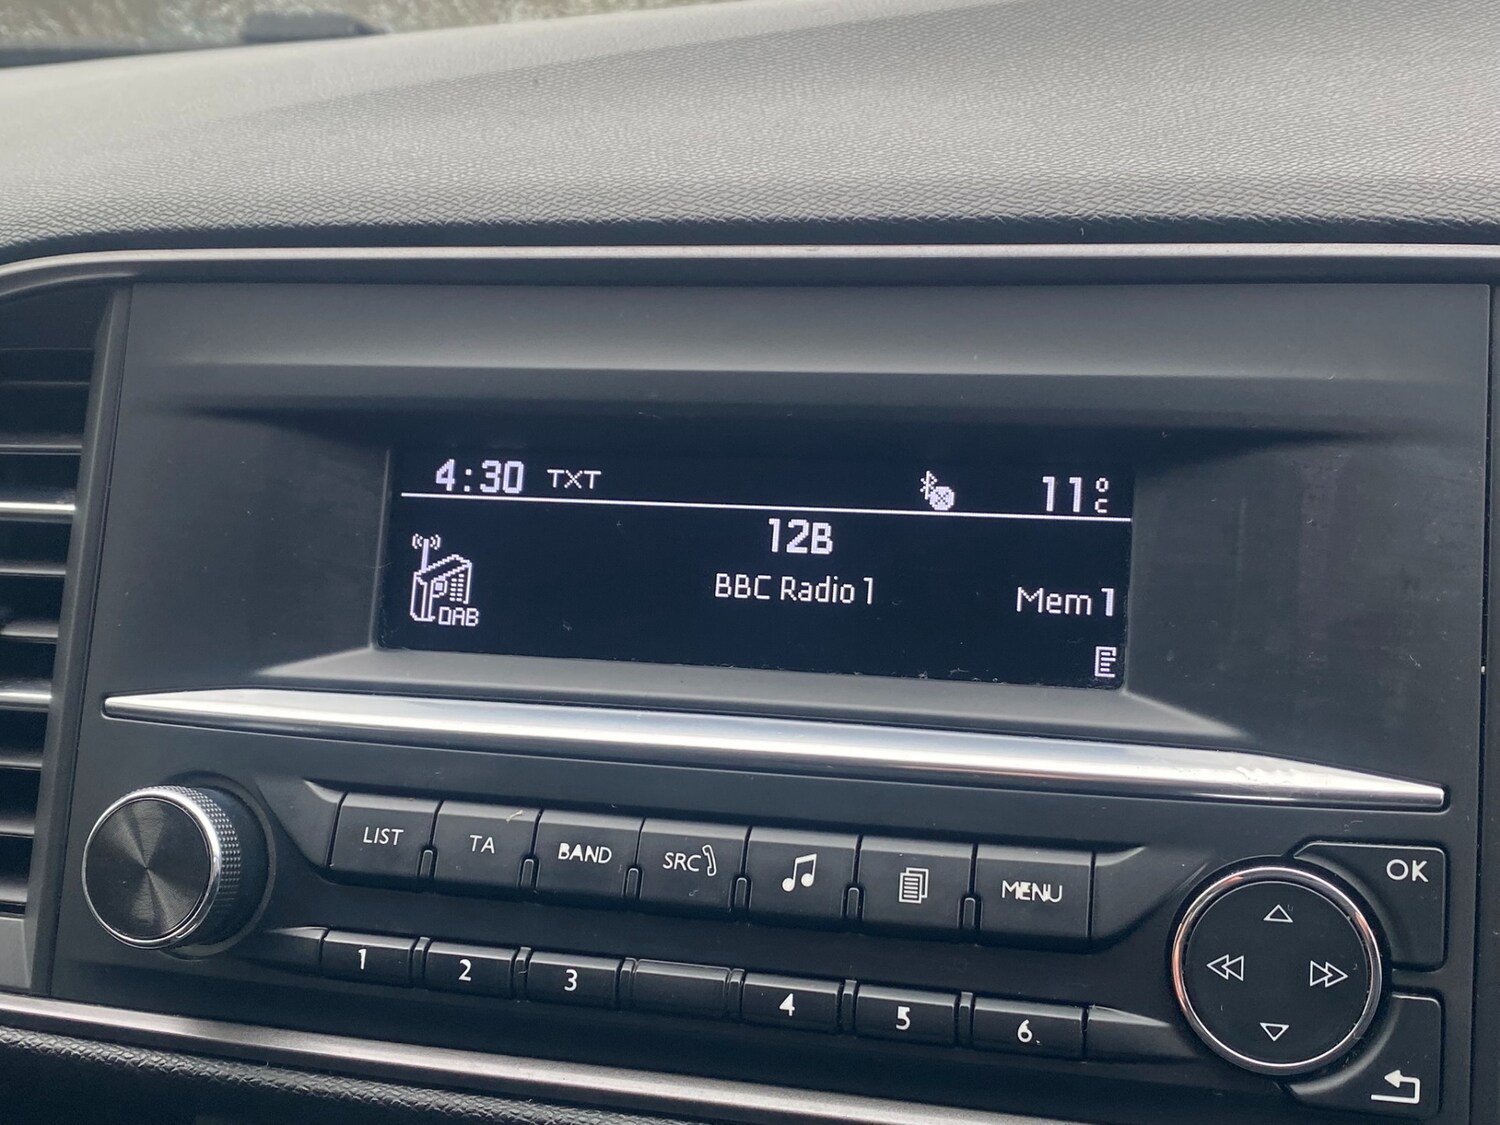 4:30 TXT 11°C
12B
BBC Radio 1 Mem 1
DAB
LIST TA BAND SRC MENU OK
1 2 3 4 5 6